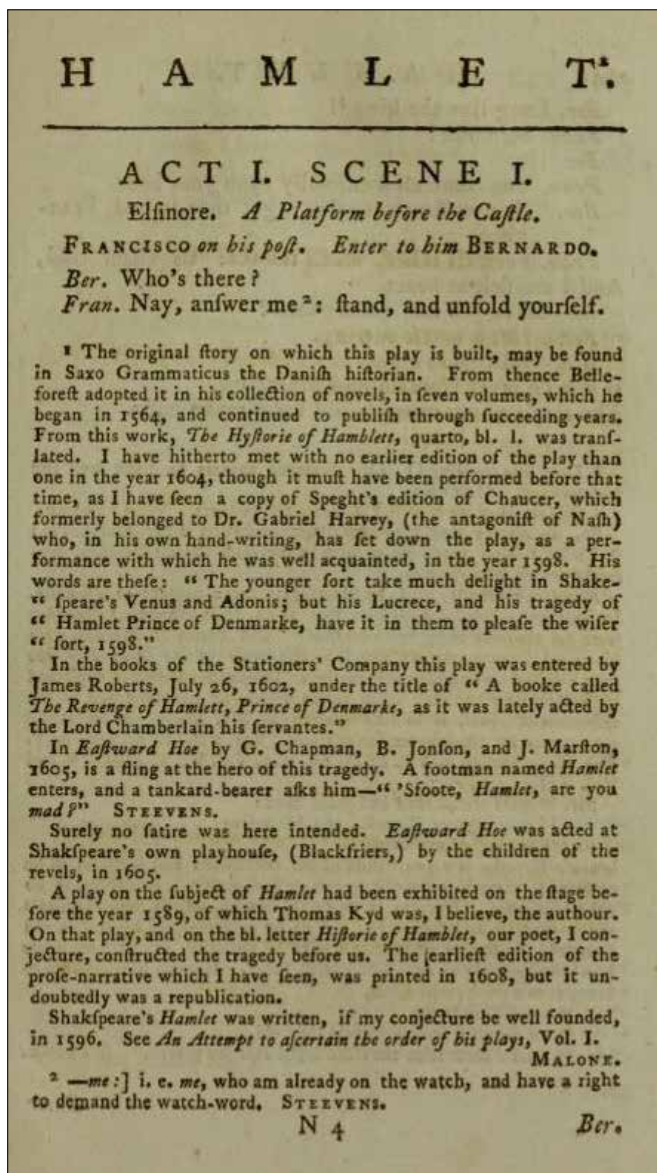 H A M L E T¹.
ACT I. SCENE I.
Elſinore. A Platform before the Caſtle.
FRANCISCO on his poſt. Enter to him BERNARDO.
Ber. Who's there?
Fran. Nay, anſwer me ²: ſtand, and unfold yourſelf.
¹ The original ſtory on which this play is built, may be found
in Saxo Grammaticus the Daniſh hiſtorian. From thence Belle-
foreſt adopted it in his collection of novels, in ſeven volumes, which he
began in 1564, and continued to publiſh through ſucceeding years.
From this work, The Hyſtorie of Hamblett, quarto, bl. l. was tranſ-
lated. I have hitherto met with no earlier edition of the play than
one in the year 1604, though it muſt have been performed before that
time, as I have ſeen a copy of Speght's edition of Chaucer, which
formerly belonged to Dr. Gabriel Harvey, (the antagoniſt of Naſh)
who, in his own hand-writing, has ſet down the play, as a per-
formance with which he was well acquainted, in the year 1598. His
words are theſe: “ The younger ſort take much delight in Shake-
“ ſpeare's Venus and Adonis; but his Lucrece, and his tragedy of
“ Hamlet Prince of Denmarke, have it in them to pleaſe the wiſer
“ ſort, 1598.”
In the books of the Stationers' Company this play was entered by
James Roberts, July 26, 1602, under the title of “ A booke called
The Revenge of Hamlett, Prince of Denmarke, as it was lately acted by
the Lord Chamberlain his ſervantes.”
In Eaſtward Hoe by G. Chapman, B. Jonſon, and J. Marſton,
1605, is a fling at the hero of this tragedy. A footman named Hamlet
enters, and a tankard-bearer aſks him—“ 'Sfoote, Hamlet, are you
mad?” STEEVENS.
Surely no ſatire was here intended. Eaſtward Hoe was acted at
Shakſpeare's own playhouſe, (Blackfriers,) by the children of the
revels, in 1605.
A play on the ſubject of Hamlet had been exhibited on the ſtage be-
fore the year 1589, of which Thomas Kyd was, I believe, the authour.
On that play, and on the bl. letter Hiſtorie of Hamblet, our poet, I con-
jecture, conſtructed the tragedy before us. The earlieſt edition of the
proſe-narrative which I have ſeen, was printed in 1608, but it un-
doubtedly was a republication.
Shakſpeare's Hamlet was written, if my conjecture be well founded,
in 1596. See An Attempt to aſcertain the order of his plays, Vol. I.
MALONE.
² —me:] i. e. me, who am already on the watch, and have a right
to demand the watch-word. STEEVENS.
N 4 Ber.